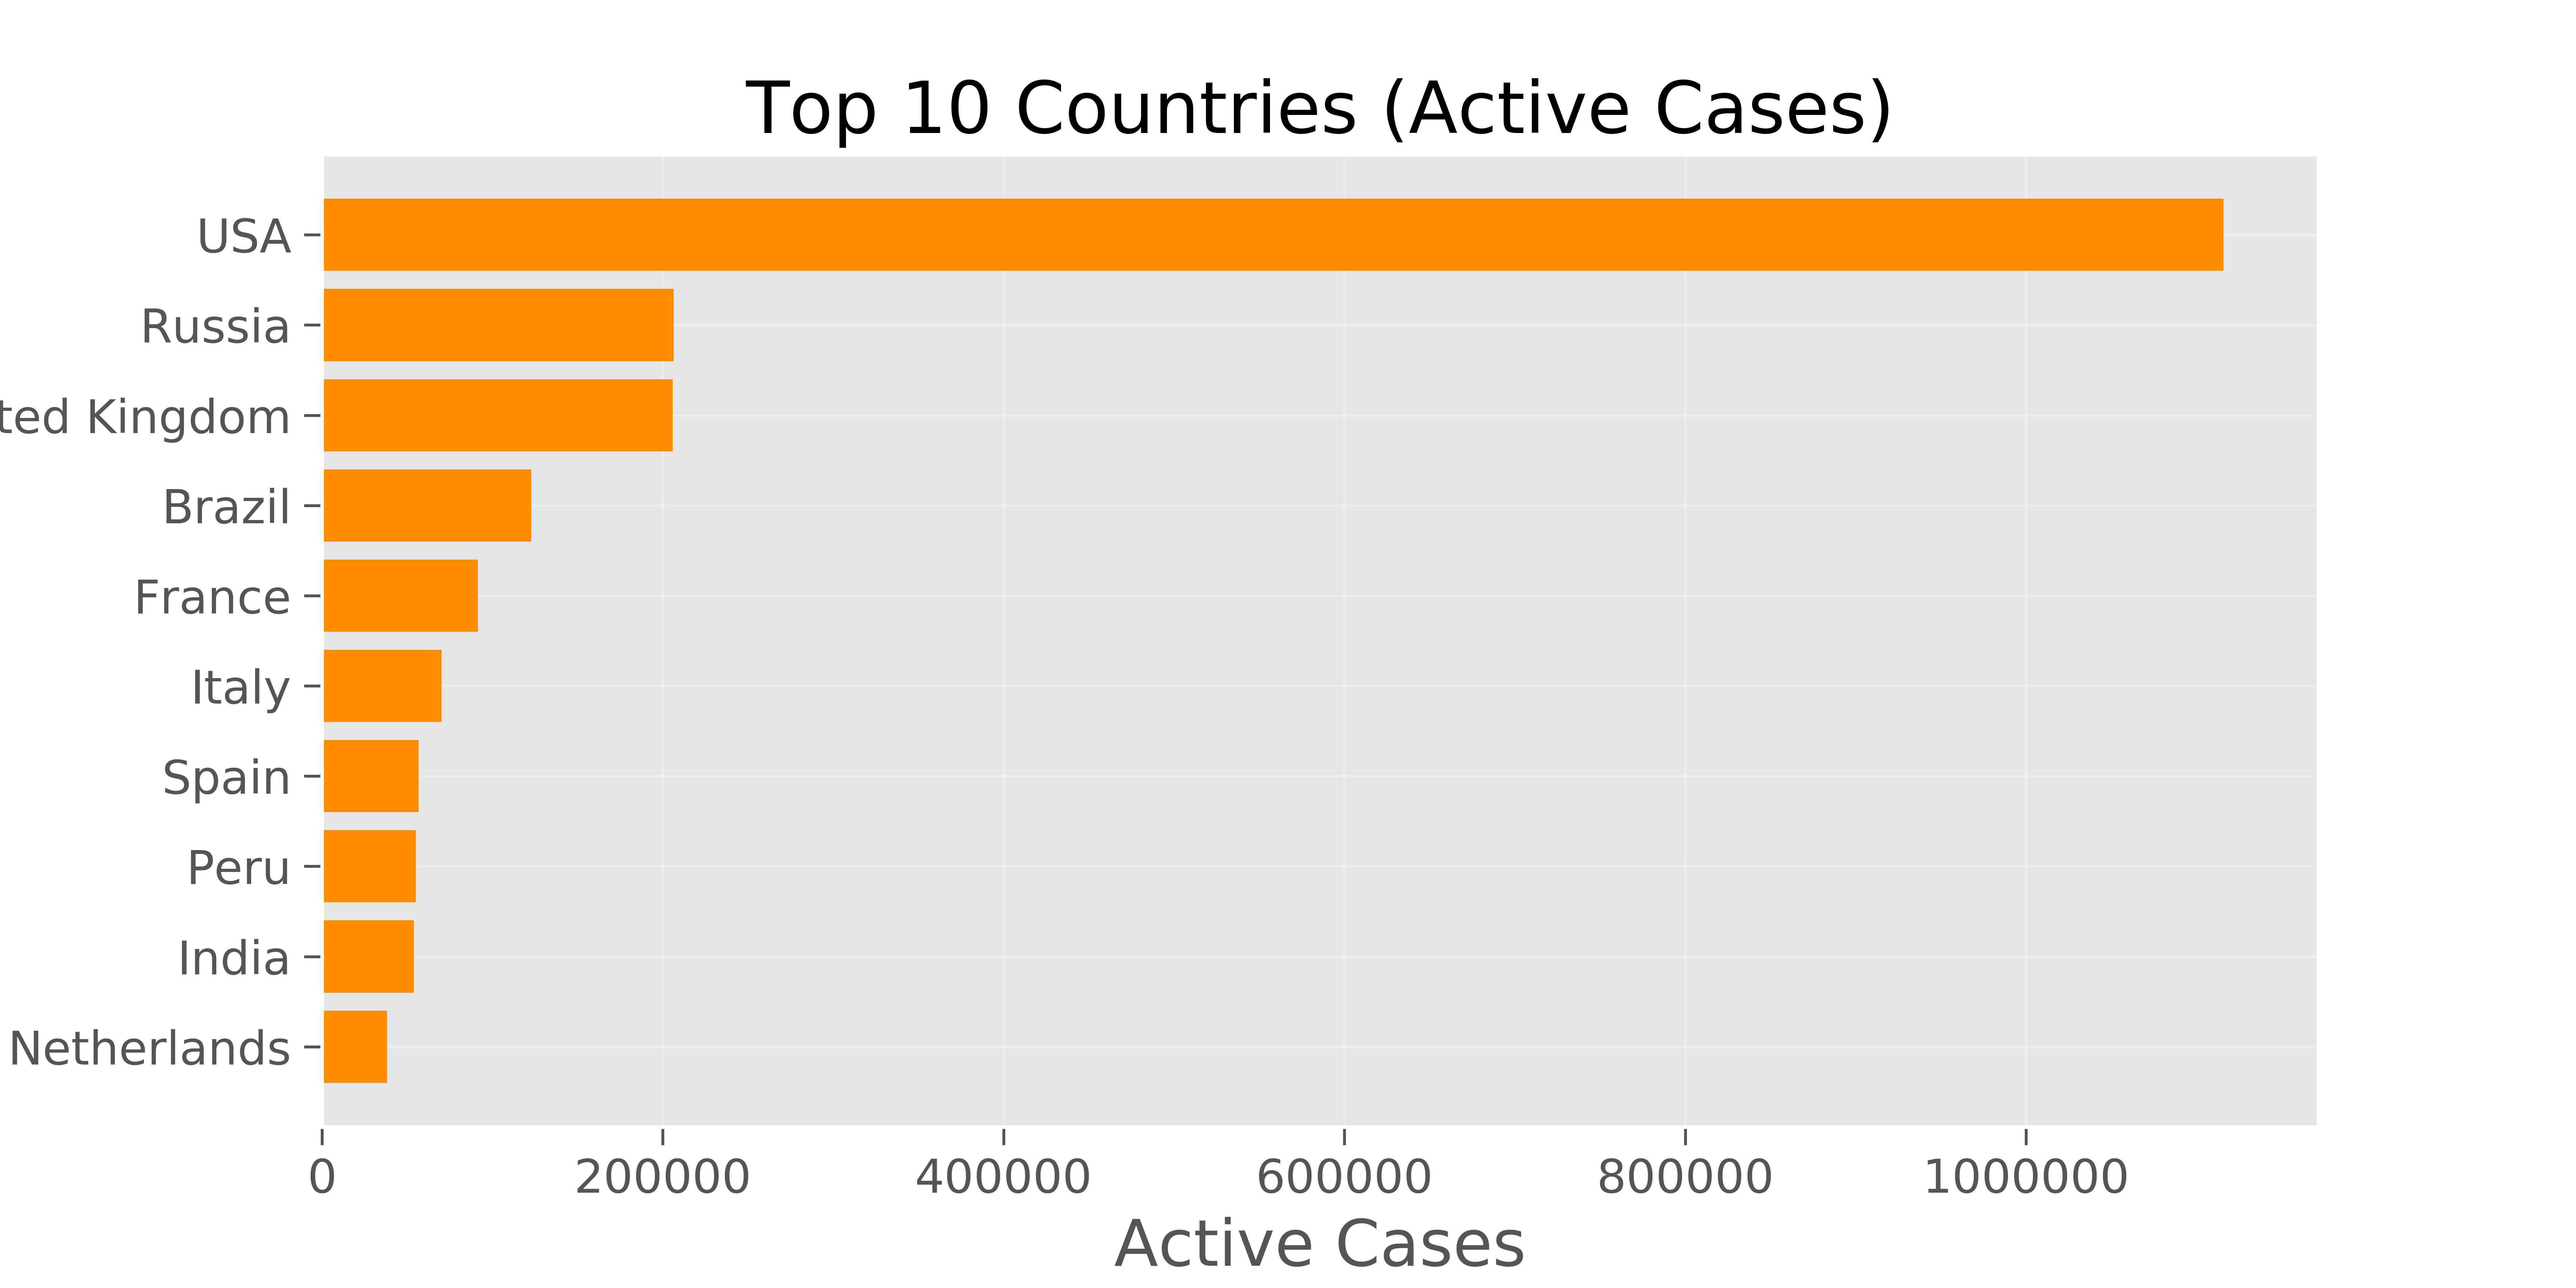 Top 10 Countries (Active Cases)
USA
Russia
ted Kingdom
Brazil
France
Italy
Spain
Peru
India
Netherlands
0 200000 400000 600000 800000 1000000
Active Cases